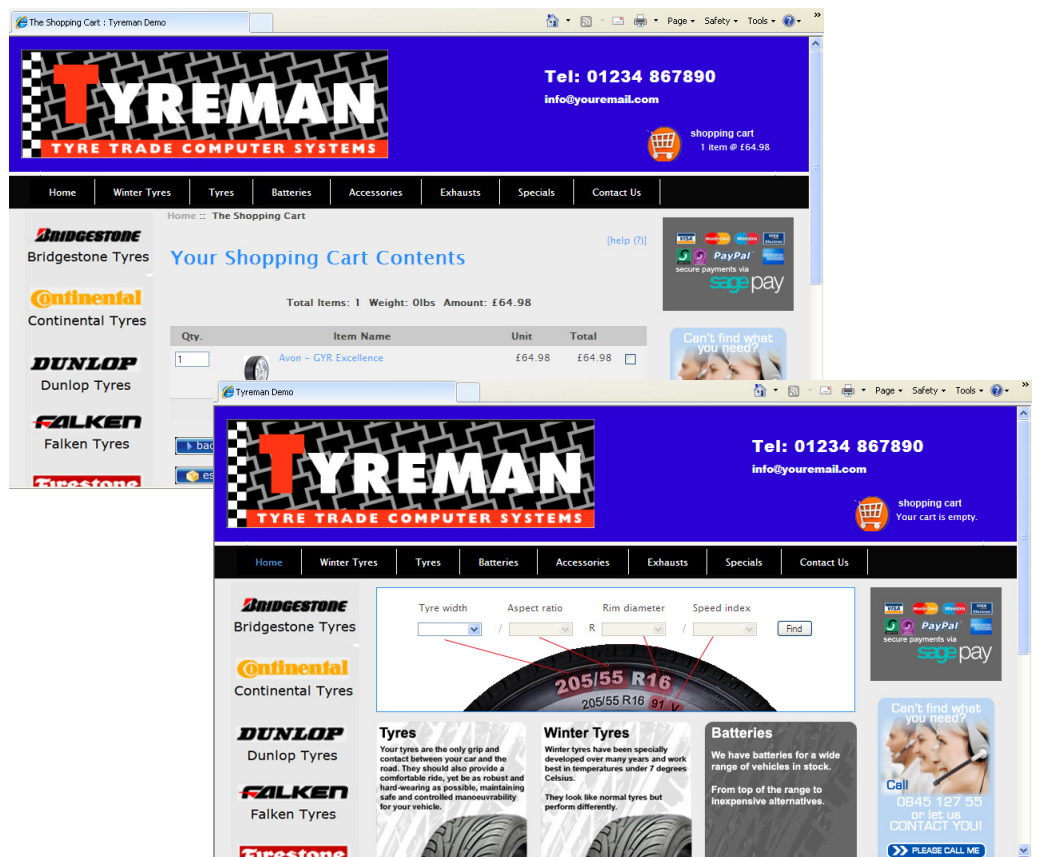 The Shopping Cart : Tyreman Demo
Page
Safety
Tools
TYREMAN
TYRE TRADE COMPUTER SYSTEMS
Tel: 01234 867890
info@youremail.com
shopping cart
1 item @ £64.98
Home Winter Tyres Tyres Batteries Accessories Exhausts Specials Contact Us
Home :: The Shopping Cart
BRIDGESTONE
Bridgestone Tyres
Continental
Continental Tyres
DUNLOP
Dunlop Tyres
FALKEN
Falken Tyres
Firestone
[help (?)]
Your Shopping Cart Contents
Total Items: 1 Weight: 0lbs Amount: £64.98
Qty. Item Name Unit Total
1 Avon - GYR Excellence £64.98 £64.98
VISA MasterCard Maestro VISA Electron
PayPal
secure payments via
sage pay
Can't find what
you need?
Tyreman Demo
Page
Safety
Tools
TYREMAN
TYRE TRADE COMPUTER SYSTEMS
Tel: 01234 867890
info@youremail.com
shopping cart
Your cart is empty.
Home Winter Tyres Tyres Batteries Accessories Exhausts Specials Contact Us
BRIDGESTONE
Bridgestone Tyres
Continental
Continental Tyres
DUNLOP
Dunlop Tyres
FALKEN
Falken Tyres
Firestone
Tyre width Aspect ratio Rim diameter Speed index
/ R / Find
205/55 R16
205/55 R16 91 V
Tyres
Your tyres are the only grip and
contact between your car and the
road. They should also provide a
comfortable ride, yet be as robust and
hard-wearing as possible, maintaining
safe and controlled manoeuvrability
for your vehicle.
Winter Tyres
Winter tyres have been specially
developed over many years and work
best in temperatures under 7 degrees
Celsius.
They look like normal tyres but
perform differently.
Batteries
We have batteries for a wide
range of vehicles in stock.
From top of the range to
inexpensive alternatives.
VISA MasterCard Maestro VISA Electron
PayPal
secure payments via
sage pay
Can't find what
you need?
Call
0845 127 55
or let us
CONTACT YOU!
PLEASE CALL ME